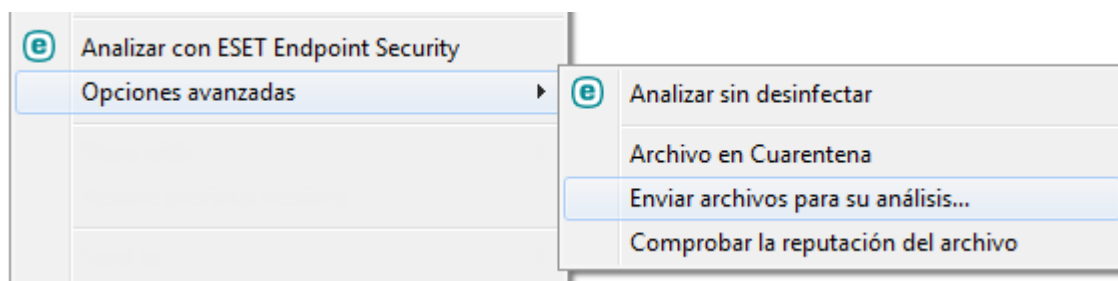 Analizar con ESET Endpoint Security
Opciones avanzadas
Analizar sin desinfectar
Archivo en Cuarentena
Enviar archivos para su análisis...
Comprobar la reputación del archivo